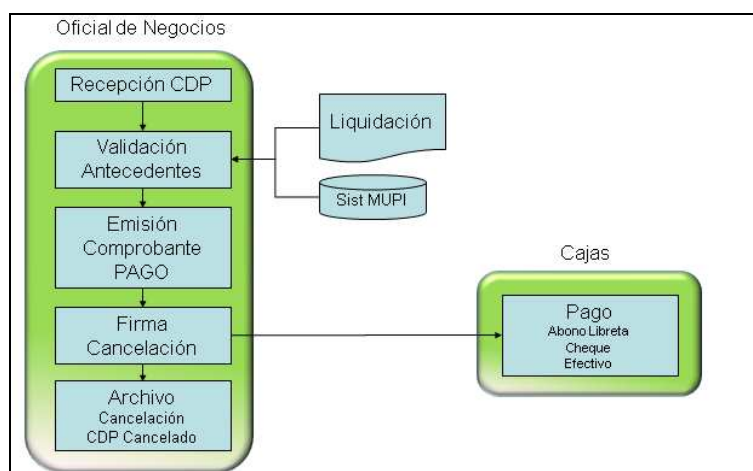 Oficial de Negocios
Recepción CDP
Validación
Antecedentes
Liquidación
Sist MUPI
Emisión
Comprobante
PAGO
Firma
Cancelación
Archivo
Cancelación
CDP Cancelado
Cajas
Pago
Abono Libreta
Cheque
Efectivo